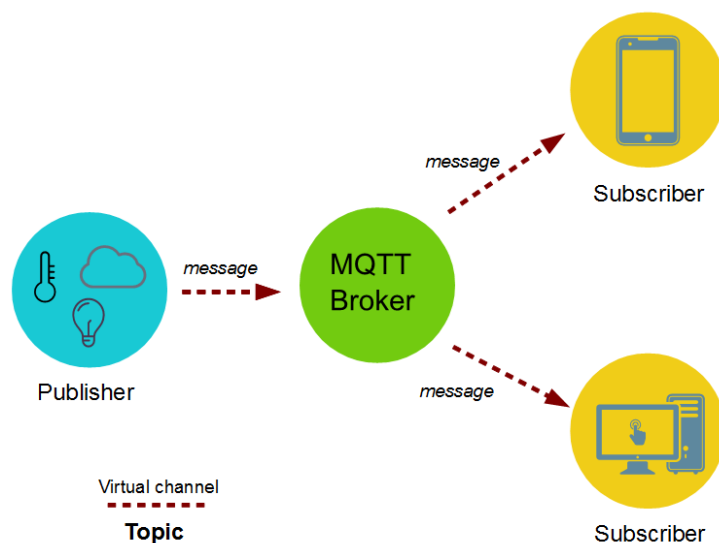 message
Subscriber
message
MQTT
Broker
Publisher
message
Virtual channel
Topic
Subscriber